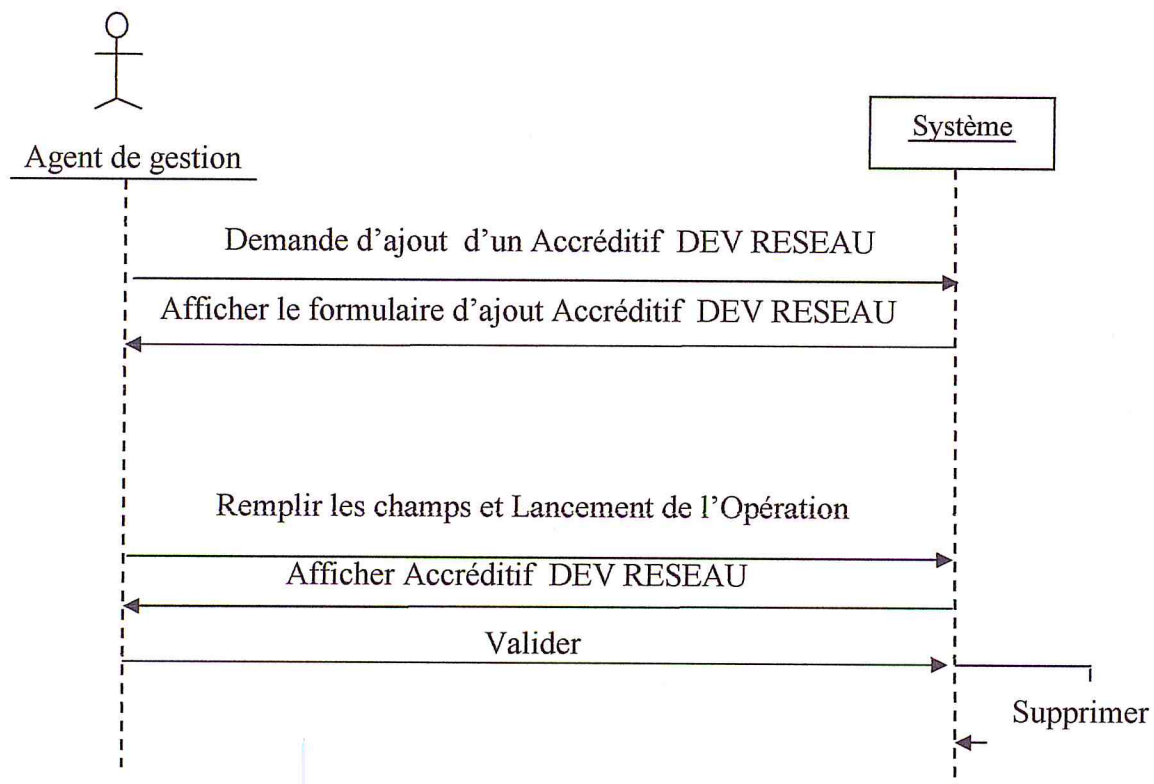 Système
Agent de gestion
Demande d'ajout d'un Accréditif DEV RESEAU
Afficher le formulaire d'ajout Accréditif DEV RESEAU
Remplir les champs et Lancement de l'Opération
Afficher Accréditif DEV RESEAU
Valider
Supprimer